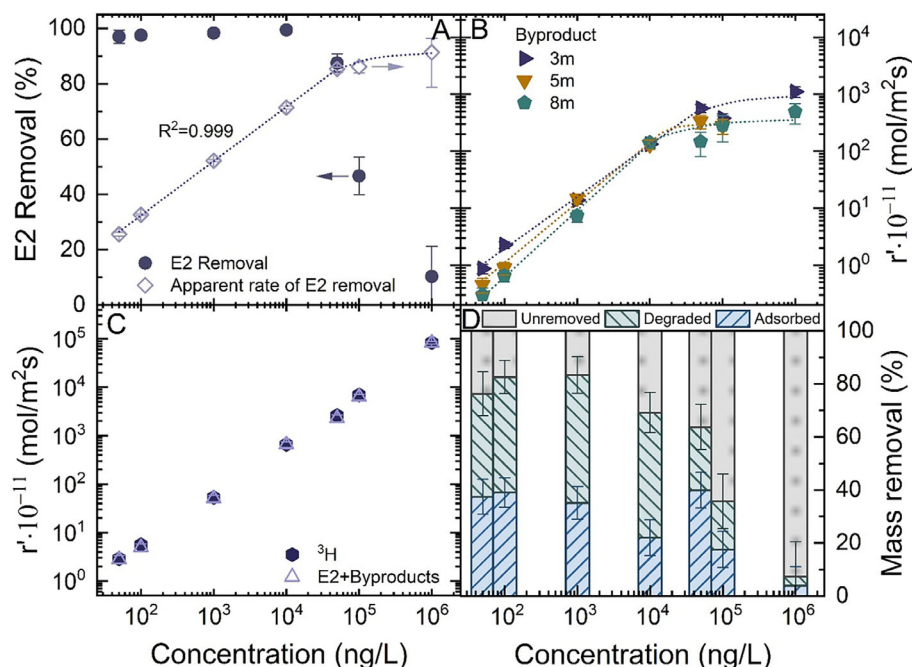 A
E2 Removal (%)
100
80
60
40
20
0
R²=0.999
E2 Removal
Apparent rate of E2 removal
B
Byproduct
3m
5m
8m
10⁴
10³
10²
10¹
10⁰
r'·10⁻¹¹ (mol/m²s)
C
r'·10⁻¹¹ (mol/m²s)
10⁵
10⁴
10³
10²
10¹
10⁰
³H
E2+Byproducts
10² 10³ 10⁴ 10⁵ 10⁶
Concentration (ng/L)
D
Unremoved Degraded Adsorbed
100
80
60
40
20
0
Mass removal (%)
10² 10³ 10⁴ 10⁵ 10⁶
Concentration (ng/L)